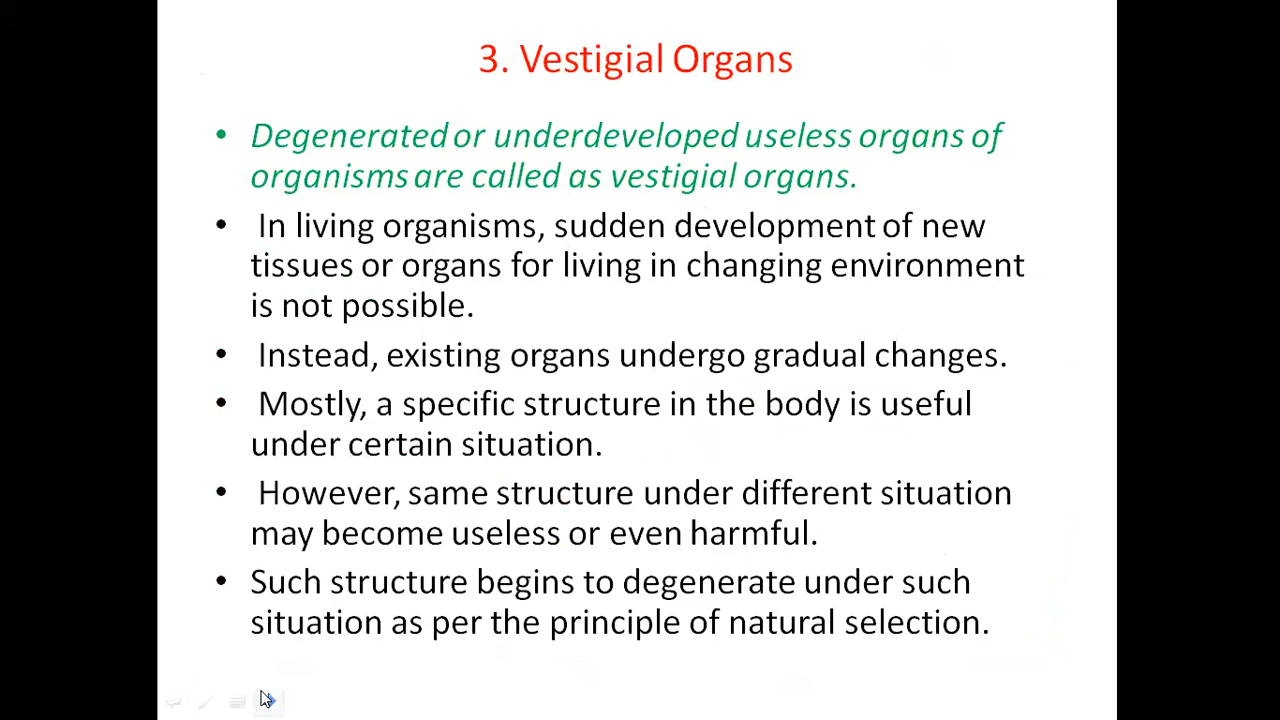 3. Vestigial Organs
• Degenerated or underdeveloped useless organs of
organisms are called as vestigial organs.
• In living organisms, sudden development of new
tissues or organs for living in changing environment
is not possible.
• Instead, existing organs undergo gradual changes.
• Mostly, a specific structure in the body is useful
under certain situation.
• However, same structure under different situation
may become useless or even harmful.
• Such structure begins to degenerate under such
situation as per the principle of natural selection.